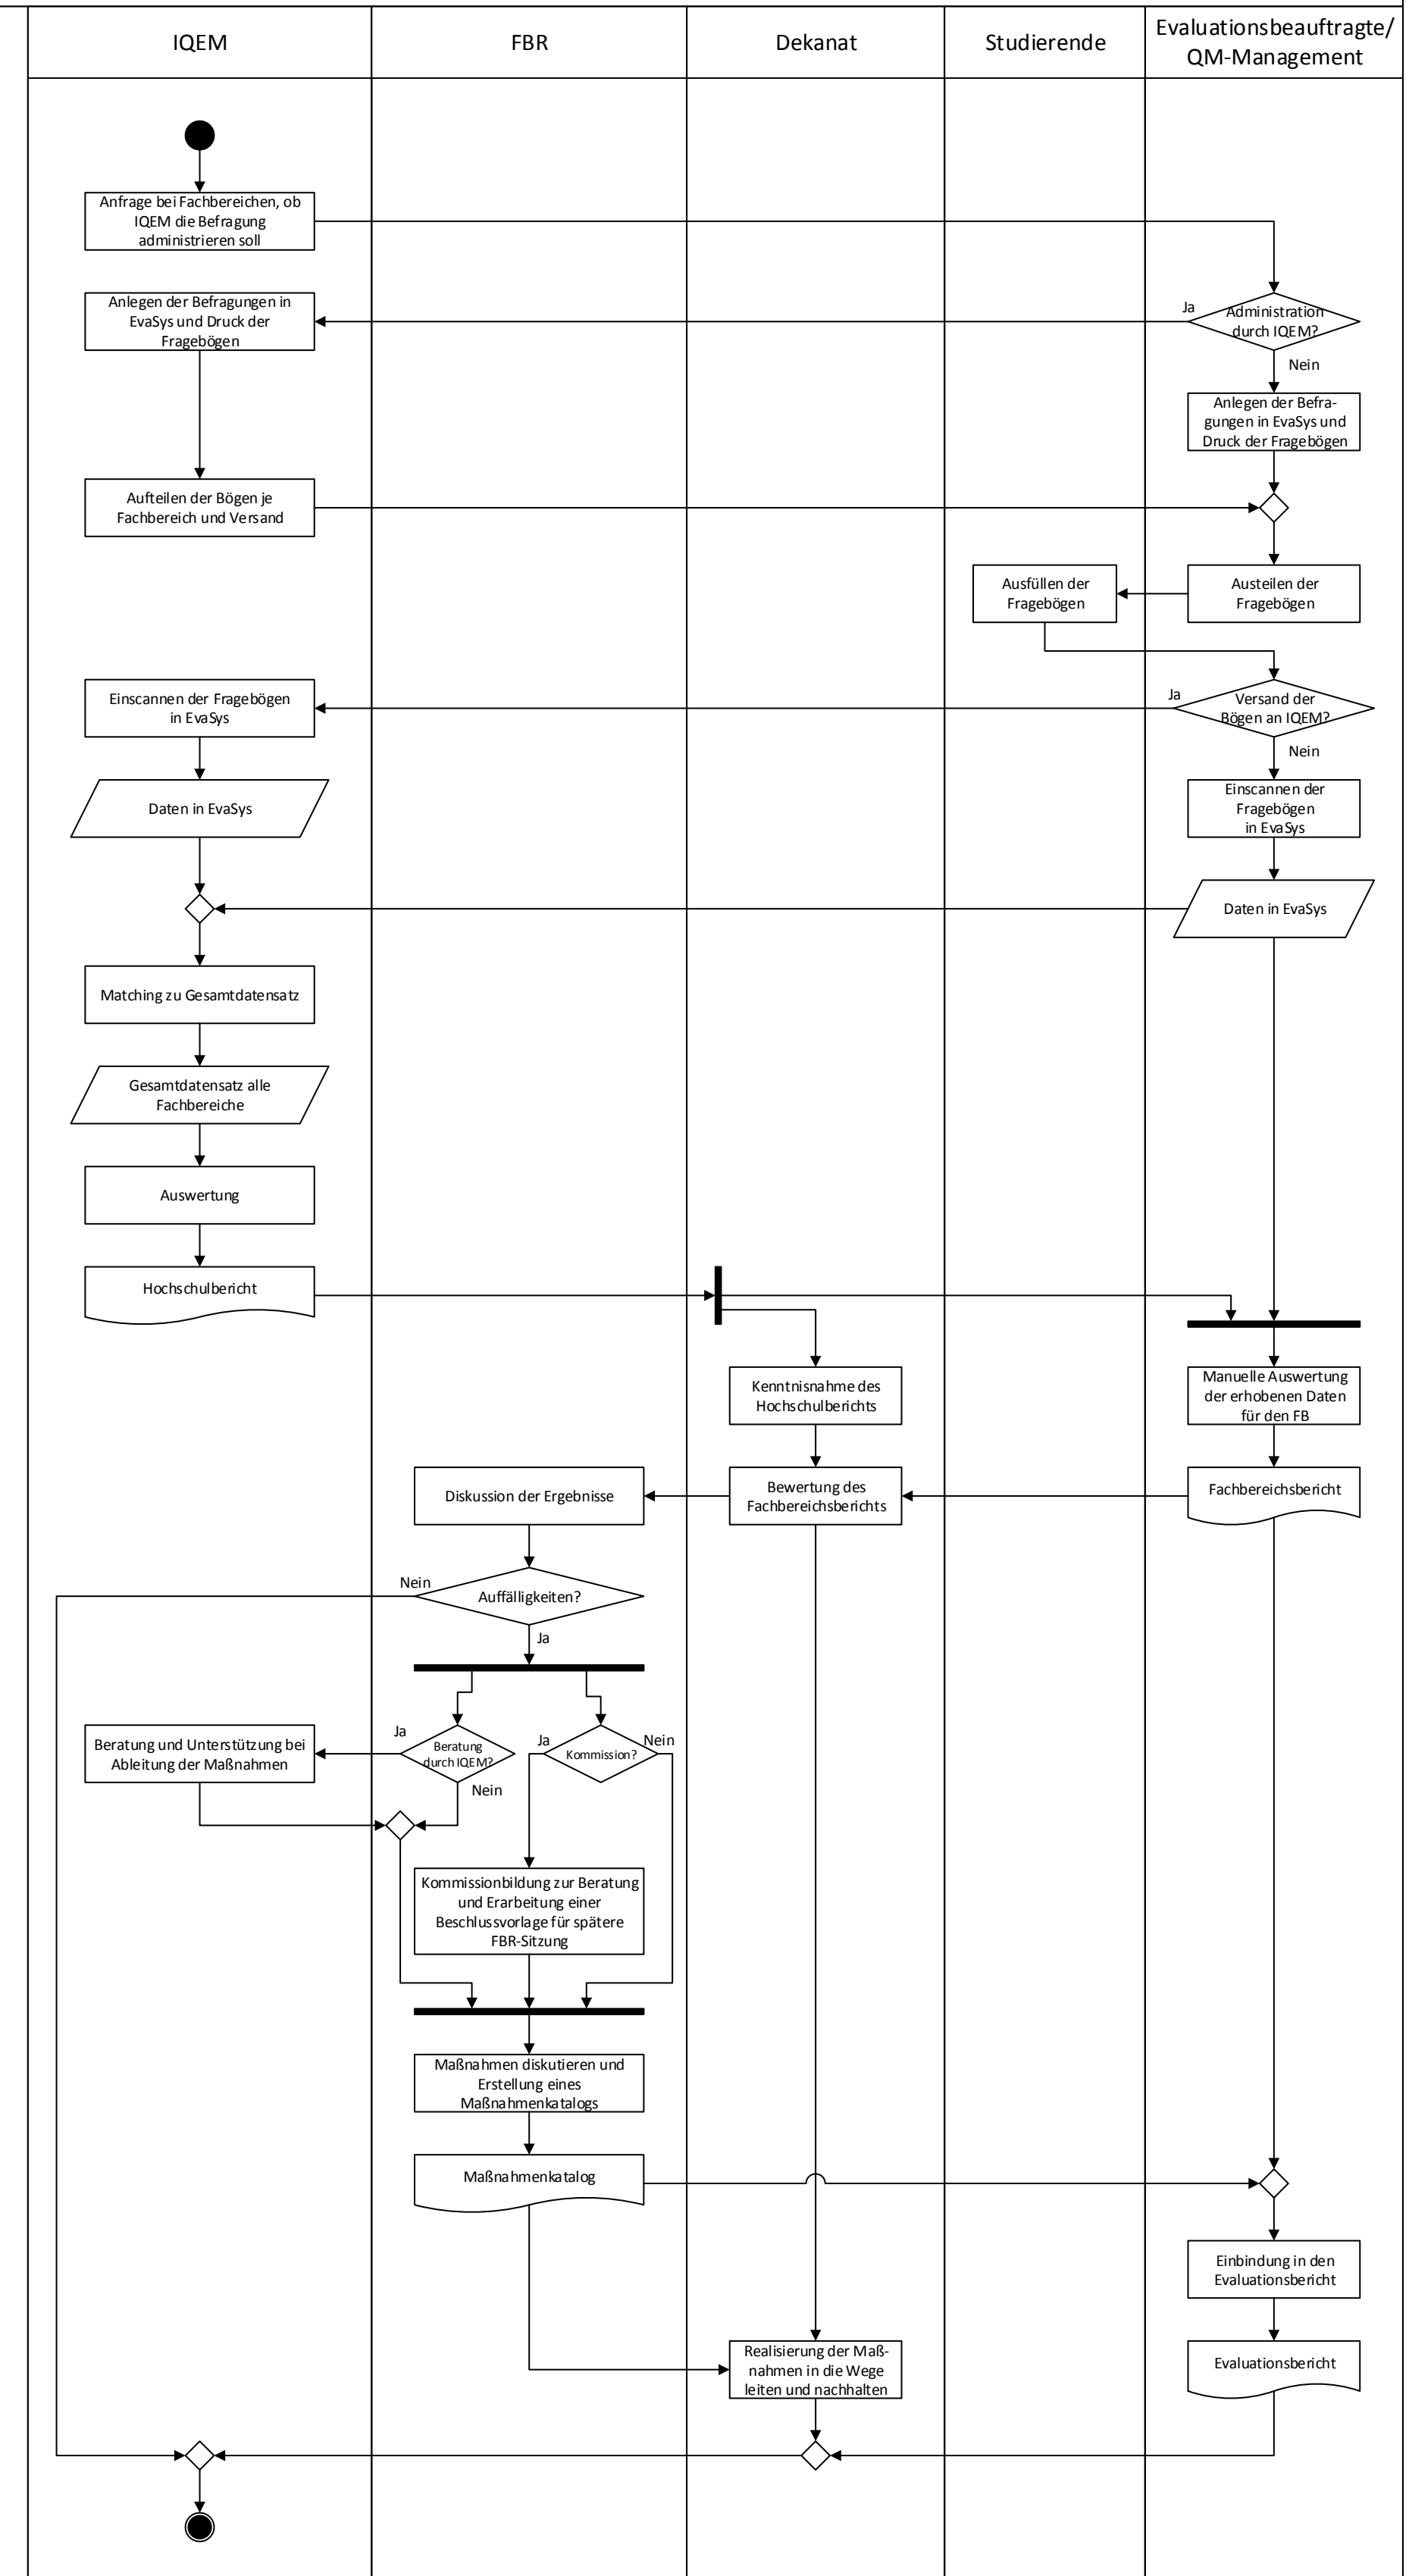 IQEM
FBR
Dekanat
Studierende
Evaluationsbeauftragte/
QM-Management
Anfrage bei Fachbereichen, ob
IQEM die Befragung
administrieren soll
Anlegen der Befragungen in
EvaSys und Druck der
Fragebögen
Ja
Administration
durch IQEM?
Nein
Anlegen der Befra-
gungen in EvaSys und
Druck der Fragebögen
Aufteilen der Bögen je
Fachbereich und Versand
Ausfüllen der
Fragebögen
Austeilen der
Fragebögen
Einscannen der Fragebögen
in EvaSys
Ja
Versand der
Bögen an IQEM?
Nein
Daten in EvaSys
Einscannen der
Fragebögen
in EvaSys
Daten in EvaSys
Matching zu Gesamtdatensatz
Gesamtdatensatz alle
Fachbereiche
Auswertung
Hochschulbericht
Kenntnisnahme des
Hochschulberichts
Manuelle Auswertung
der erhobenen Daten
für den FB
Diskussion der Ergebnisse
Bewertung des
Fachbereichsberichts
Fachbereichsbericht
Nein
Auffälligkeiten?
Ja
Beratung und Unterstützung bei
Ableitung der Maßnahmen
Ja
Beratung
durch IQEM?
Nein
Ja
Kommission?
Nein
Kommissionbildung zur Beratung
und Erarbeitung einer
Beschlussvorlage für spätere
FBR-Sitzung
Maßnahmen diskutieren und
Erstellung eines
Maßnahmenkatalogs
Maßnahmenkatalog
Einbindung in den
Evaluationsbericht
Realisierung der Maß-
nahmen in die Wege
leiten und nachhalten
Evaluationsbericht